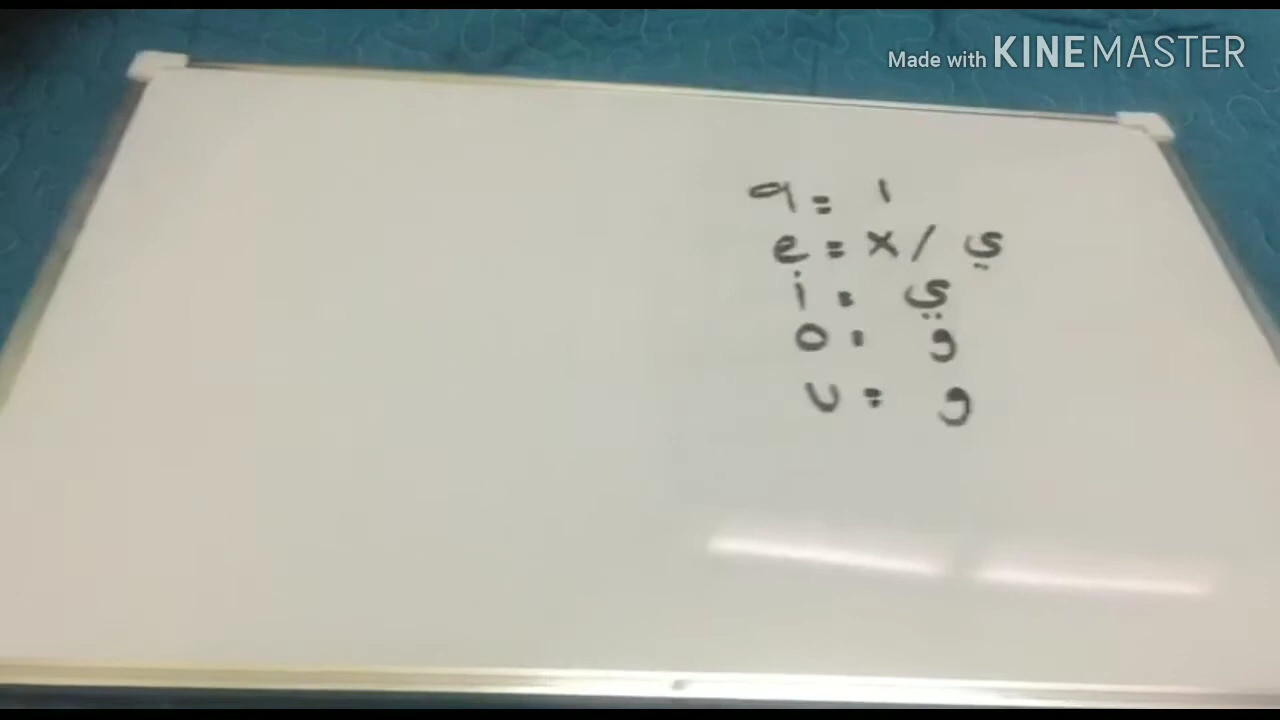 Made with KINEMASTER
a = ا
e = x / ي
i = ي
o = و
u = و